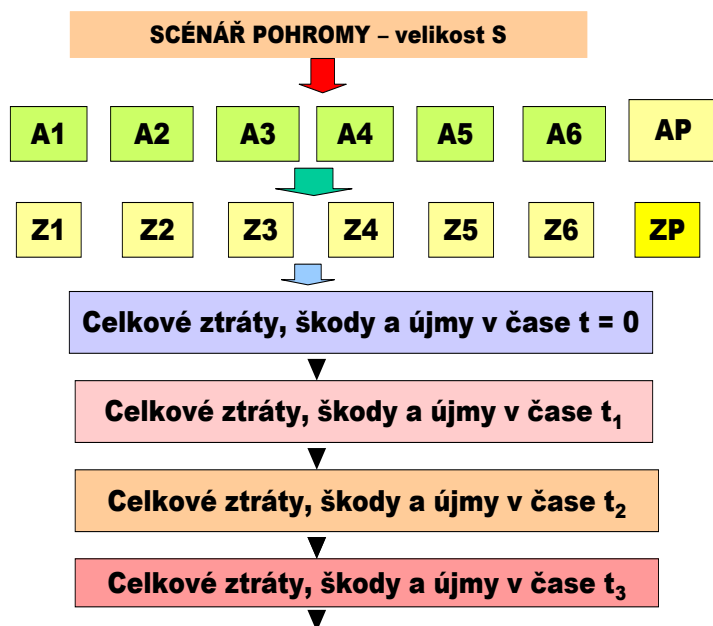 SCÉNÁŘ POHROMY – velikost S
A1 A2 A3 A4 A5 A6 AP
Z1 Z2 Z3 Z4 Z5 Z6 ZP
Celkové ztráty, škody a újmy v čase t = 0
Celkové ztráty, škody a újmy v čase t₁
Celkové ztráty, škody a újmy v čase t₂
Celkové ztráty, škody a újmy v čase t₃